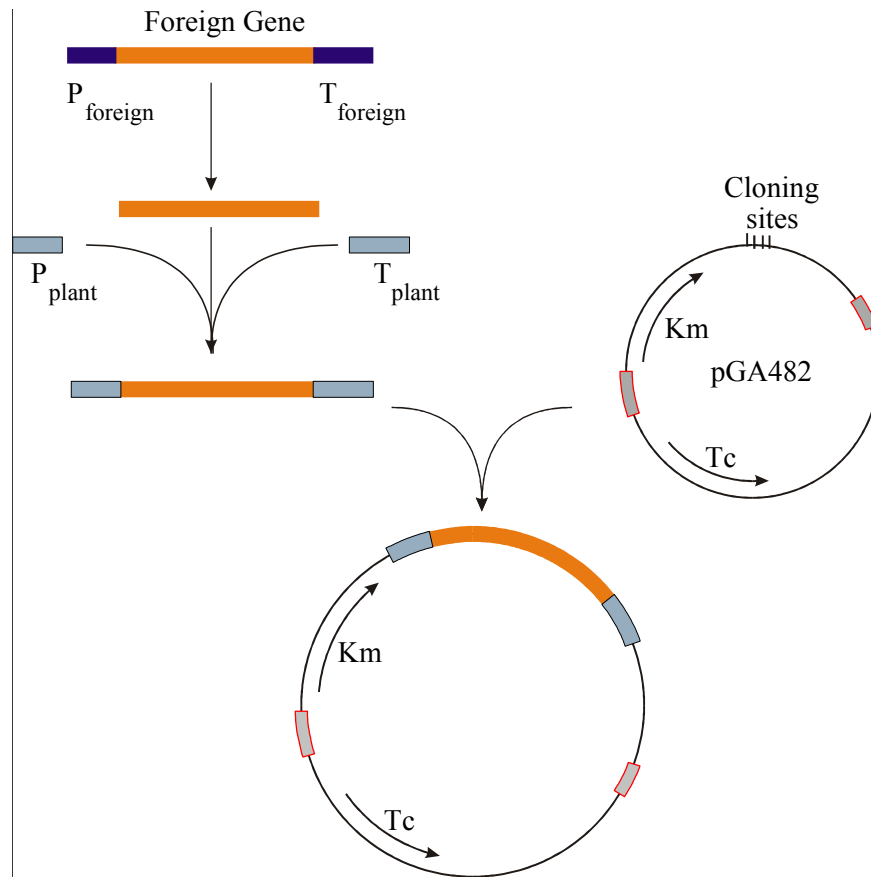 Foreign Gene
P foreign
T foreign
Cloning
sites
P plant
T plant
Km
pGA482
Tc
Km
Tc